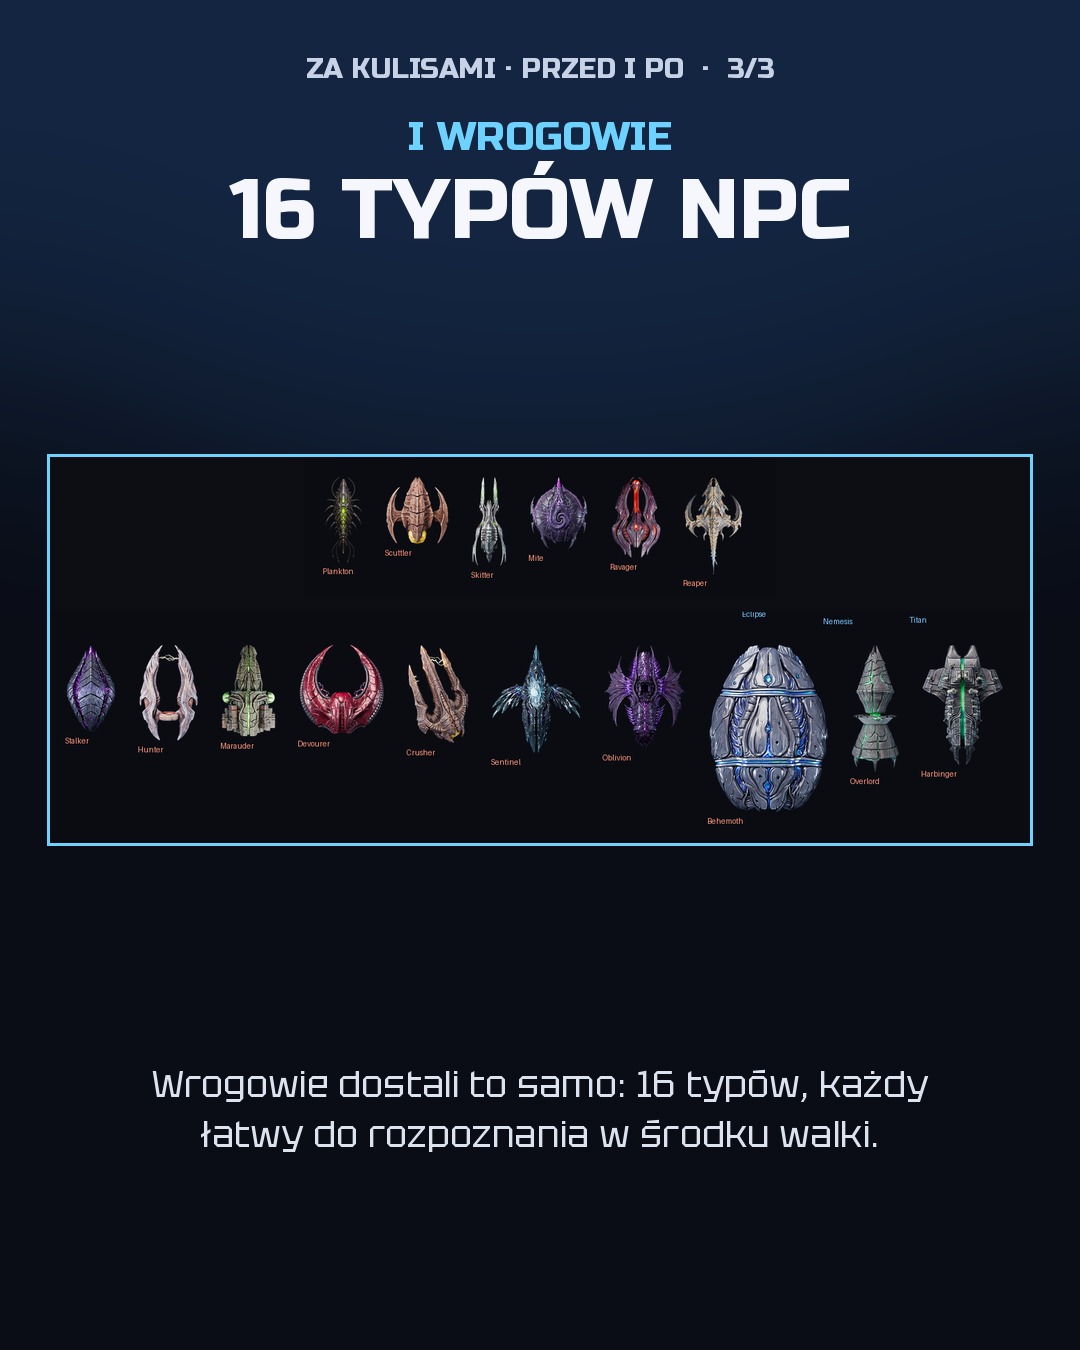 ZA KULISAMI · PRZED I PO · 3/3
I WROGOWIE
16 TYPÓW NPC
Plankton
Scuttler
Skitter
Mite
Ravager
Reaper
Eclipse
Nemesis
Titan
Stalker
Hunter
Marauder
Devourer
Crusher
Sentinel
Oblivion
Behemoth
Overlord
Harbinger
Wrogowie dostali to samo: 16 typów, każdy
łatwy do rozpoznania w środku walki.